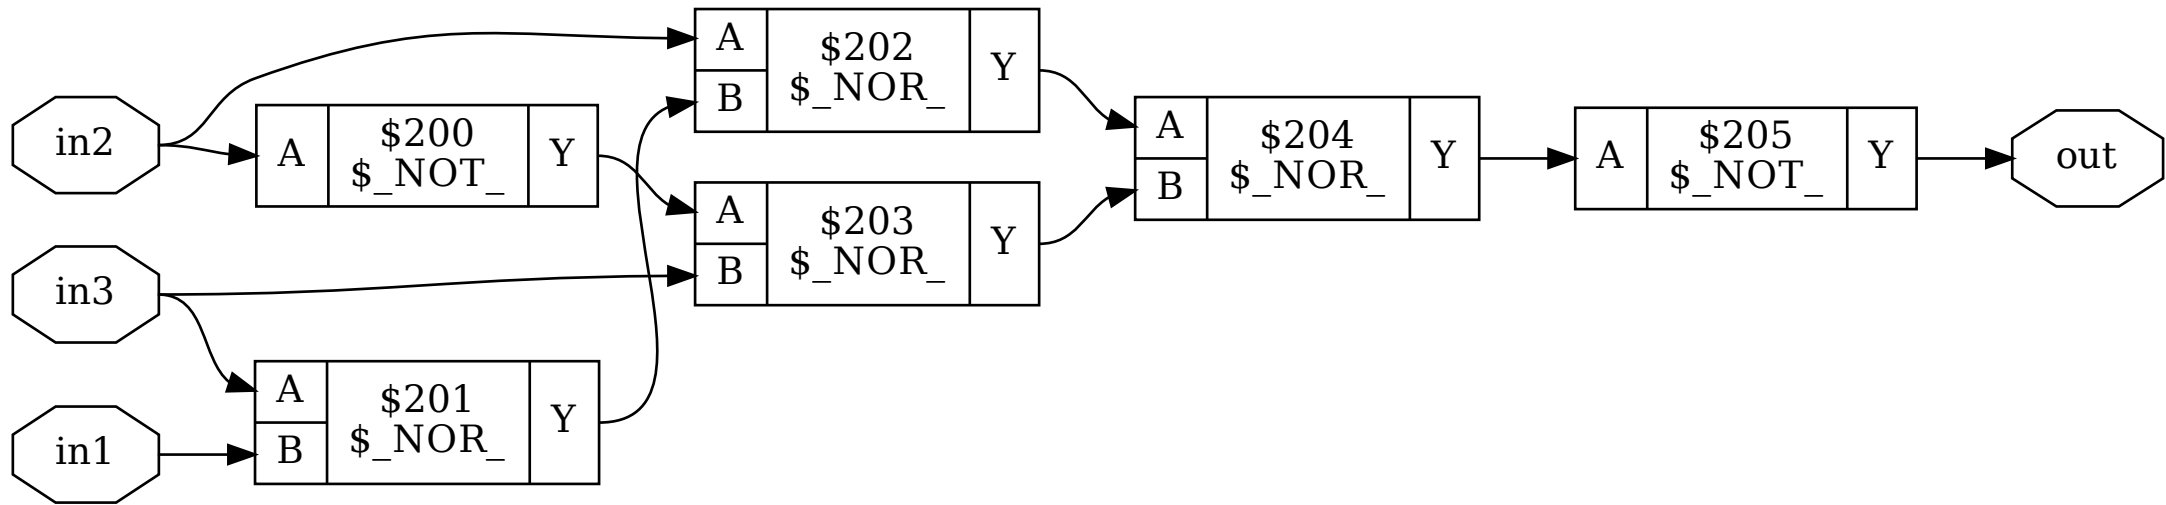 in2
in3
in1
A
$200
$_NOT_
Y
A
B
$201
$_NOR_
Y
A
B
$202
$_NOR_
Y
A
B
$203
$_NOR_
Y
A
B
$204
$_NOR_
Y
A
$205
$_NOT_
Y
out